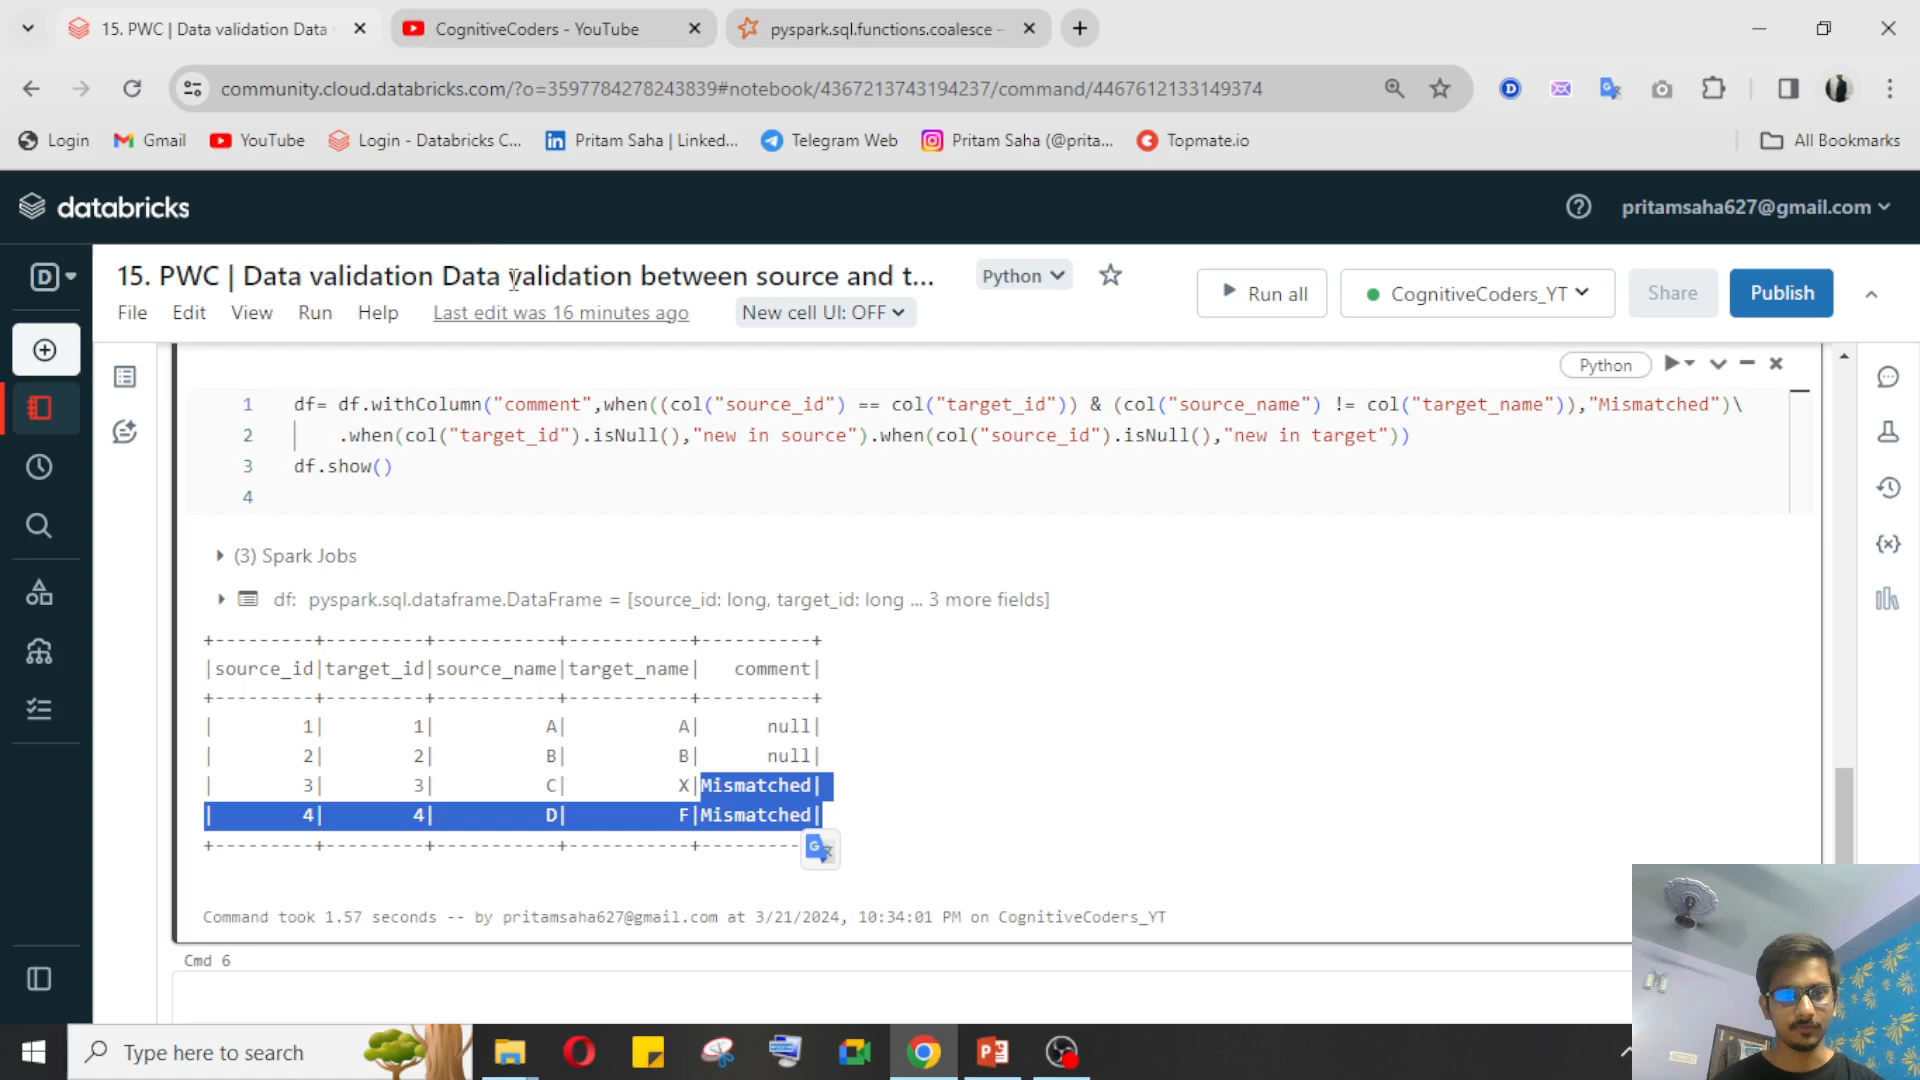 15. PWC | Data validation Data
CognitiveCoders - YouTube
pyspark.sql.functions.coalesce -
community.cloud.databricks.com/?o=3597784278243839#notebook/4367213743194237/command/4467612133149374
Login
Gmail
YouTube
Login - Databricks C...
Pritam Saha | Linked...
Telegram Web
Pritam Saha (@prita...
Topmate.io
All Bookmarks
databricks
pritamsaha627@gmail.com
D
15. PWC | Data validation Data validation between source and t...
Python
Run all
CognitiveCoders_YT
Share
Publish
File Edit View Run Help Last edit was 16 minutes ago New cell UI: OFF
Python
1 df= df.withColumn("comment",when((col("source_id") == col("target_id")) & (col("source_name") != col("target_name")),"Mismatched")\
2 .when(col("target_id").isNull(),"new in source").when(col("source_id").isNull(),"new in target"))
3 df.show()
4
(3) Spark Jobs
df: pyspark.sql.dataframe.DataFrame = [source_id: long, target_id: long ... 3 more fields]
+---------+---------+-----------+-----------+----------+
|source_id|target_id|source_name|target_name|   comment|
+---------+---------+-----------+-----------+----------+
|        1|        1|          A|          A|      null|
|        2|        2|          B|          B|      null|
|        3|        3|          C|          X|Mismatched|
|        4|        4|          D|          F|Mismatched|
+---------+---------+-----------+-----------+---------
Command took 1.57 seconds -- by pritamsaha627@gmail.com at 3/21/2024, 10:34:01 PM on CognitiveCoders_YT
Cmd 6
Type here to search